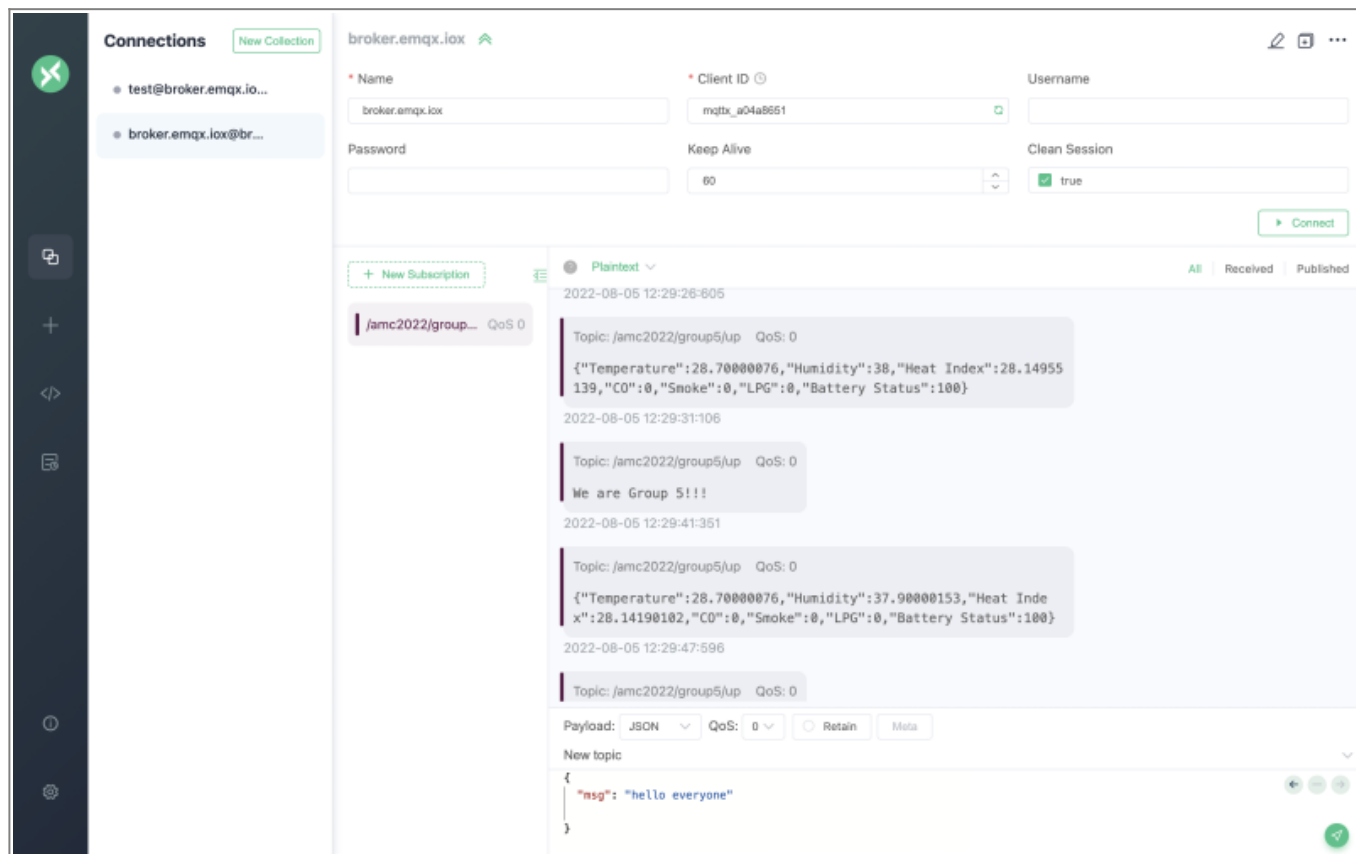 Connections
New Collection
test@broker.emqx.io...
broker.emqx.iox@br...
broker.emqx.iox
* Name
* Client ID
Username
broker.emqx.iox
mqttx_a04a8651
Password
Keep Alive
Clean Session
60
true
Connect
+ New Subscription
Plaintext
All
Received
Published
/amc2022/group... QoS 0
2022-08-05 12:29:26:605
Topic: /amc2022/group5/up QoS: 0
{"Temperature":28.70000076,"Humidity":38,"Heat Index":28.14955
139,"CO":0,"Smoke":0,"LPG":0,"Battery Status":100}
2022-08-05 12:29:31:106
Topic: /amc2022/group5/up QoS: 0
We are Group 5!!!
2022-08-05 12:29:41:351
Topic: /amc2022/group5/up QoS: 0
{"Temperature":28.70000076,"Humidity":37.90000153,"Heat Inde
x":28.14190102,"CO":0,"Smoke":0,"LPG":0,"Battery Status":100}
2022-08-05 12:29:47:596
Topic: /amc2022/group5/up QoS: 0
Payload: JSON QoS: 0 Retain Meta
New topic
{
"msg": "hello everyone"
}